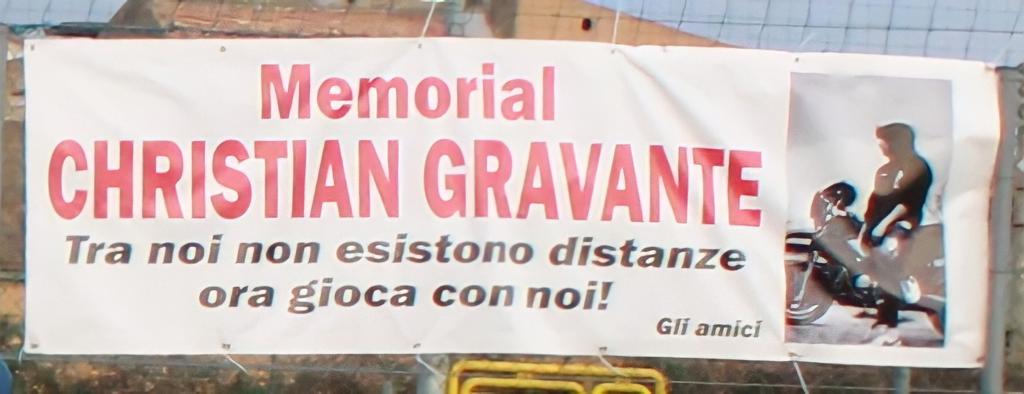 Memorial
CHRISTIAN GRAVANTE
Tra noi non esistono distanze
ora gioca con noi!
Gli amici